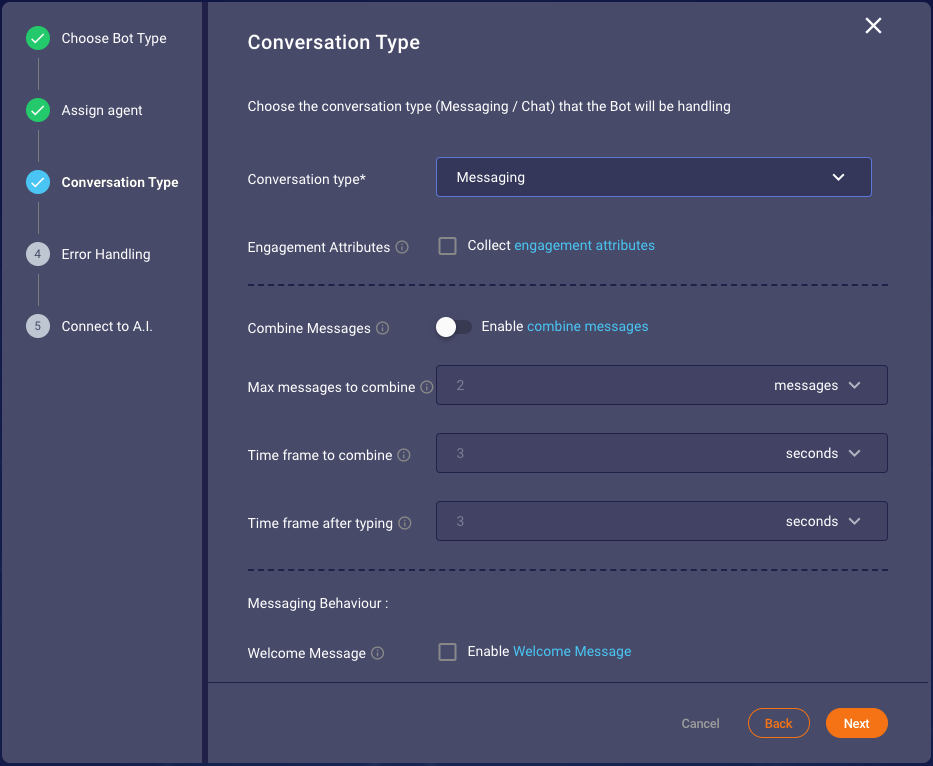 Choose Bot Type
Assign agent
Conversation Type
4 Error Handling
5 Connect to A.I.
Conversation Type
Choose the conversation type (Messaging / Chat) that the Bot will be handling
Conversation type* Messaging
Engagement Attributes Collect engagement attributes
Combine Messages Enable combine messages
Max messages to combine 2 messages
Time frame to combine 3 seconds
Time frame after typing 3 seconds
Messaging Behaviour :
Welcome Message Enable Welcome Message
Cancel Back Next